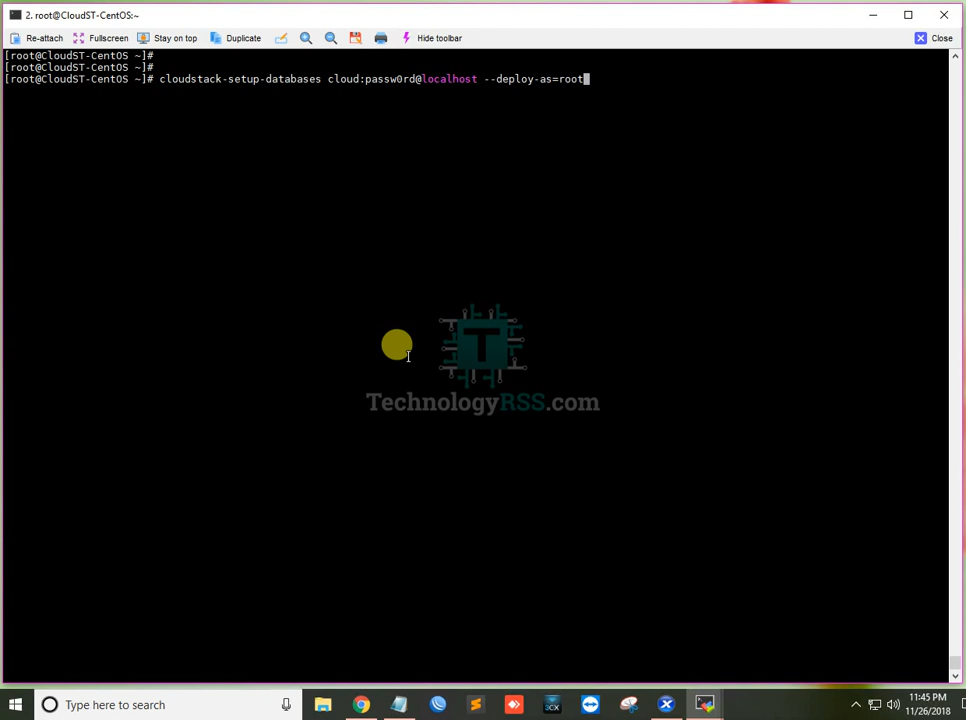 2. root@CloudST-CentOS:~
Re-attach Fullscreen Stay on top Duplicate Hide toolbar Close
[root@CloudST-CentOS ~]#
[root@CloudST-CentOS ~]#
[root@CloudST-CentOS ~]# cloudstack-setup-databases cloud:passw0rd@localhost --deploy-as=root
T
TechnologyRSS.com
Type here to search
3CX
11:45 PM
11/26/2018